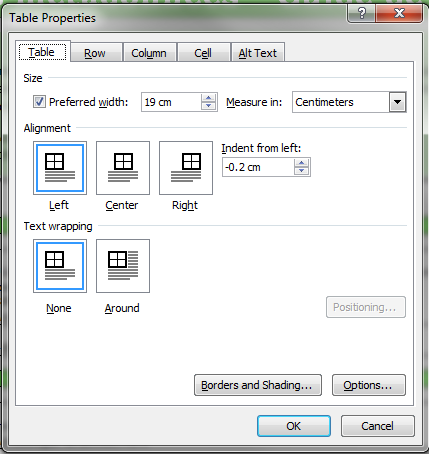 Table Properties
?
Table Row Column Cell Alt Text
Size
Preferred width: 19 cm Measure in: Centimeters
Alignment
Indent from left:
-0.2 cm
Left Center Right
Text wrapping
None Around
Positioning...
Borders and Shading... Options...
OK Cancel